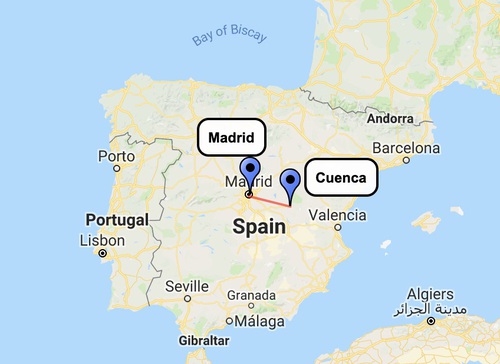 Bay of Biscay
Andorra
Madrid
Barcelona
Porto
Cuenca
Madrid
Portugal
Valencia
Spain
Lisbon
Seville
Granada
Málaga
Algiers
مدينة الجزائر
Gibraltar